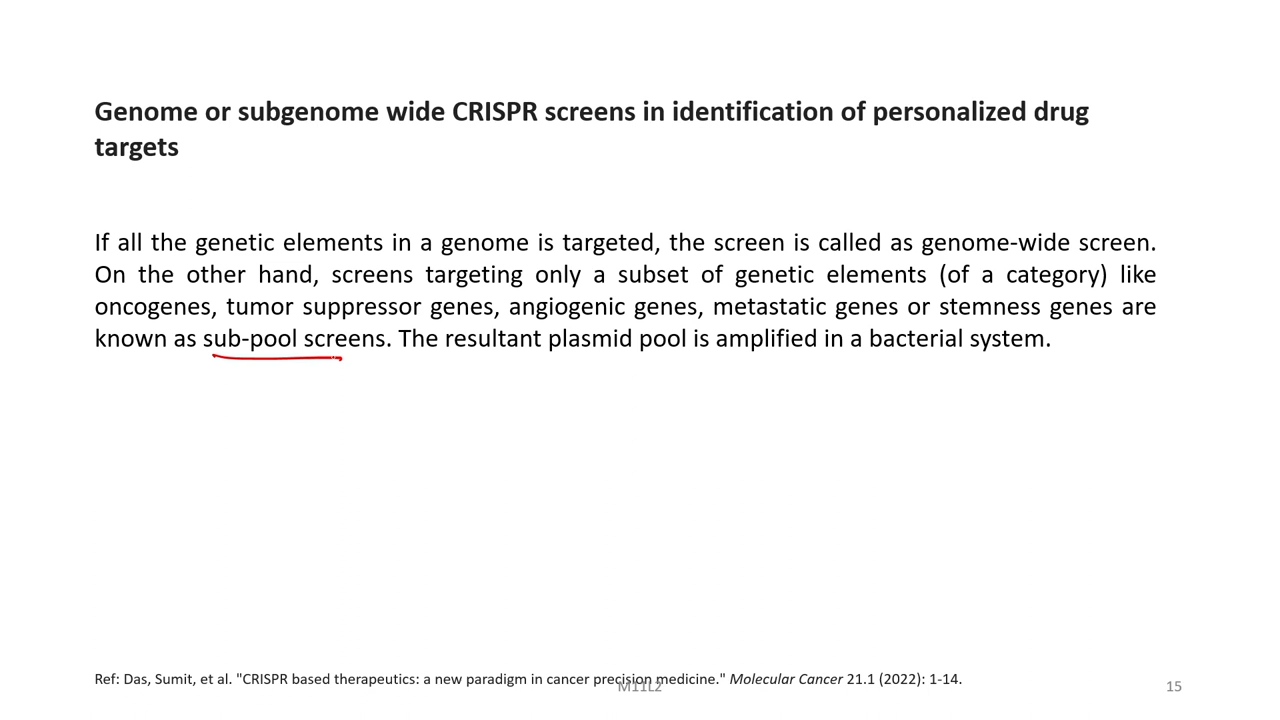 Genome or subgenome wide CRISPR screens in identification of personalized drug
targets
If all the genetic elements in a genome is targeted, the screen is called as genome-wide screen.
On the other hand, screens targeting only a subset of genetic elements (of a category) like
oncogenes, tumor suppressor genes, angiogenic genes, metastatic genes or stemness genes are
known as sub-pool screens. The resultant plasmid pool is amplified in a bacterial system.
Ref: Das, Sumit, et al. "CRISPR based therapeutics: a new paradigm in cancer precision medicine." Molecular Cancer 21.1 (2022): 1-14.
M11L2
15